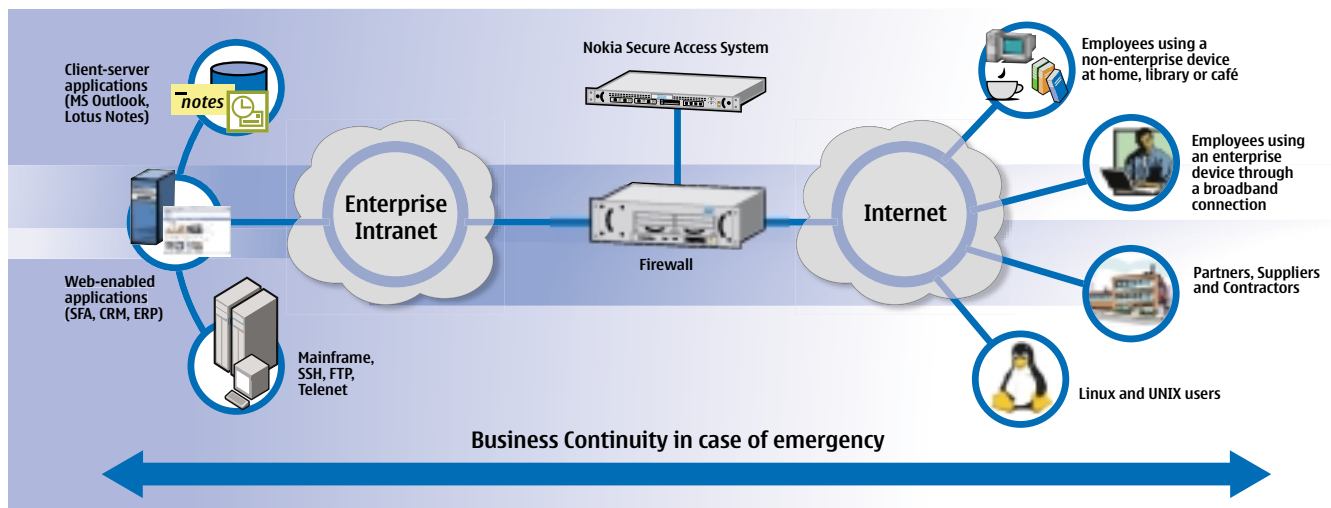 Client-server
applications
(MS Outlook,
Lotus Notes)
notes
Web-enabled
applications
(SFA, CRM, ERP)
Mainframe,
SSH, FTP,
Telenet
Enterprise
Intranet
Nokia Secure Access System
Firewall
Internet
Employees using a
non-enterprise device
at home, library or café
Employees using
an enterprise
device through
a broadband
connection
Partners, Suppliers
and Contractors
Linux and UNIX users
Business Continuity in case of emergency